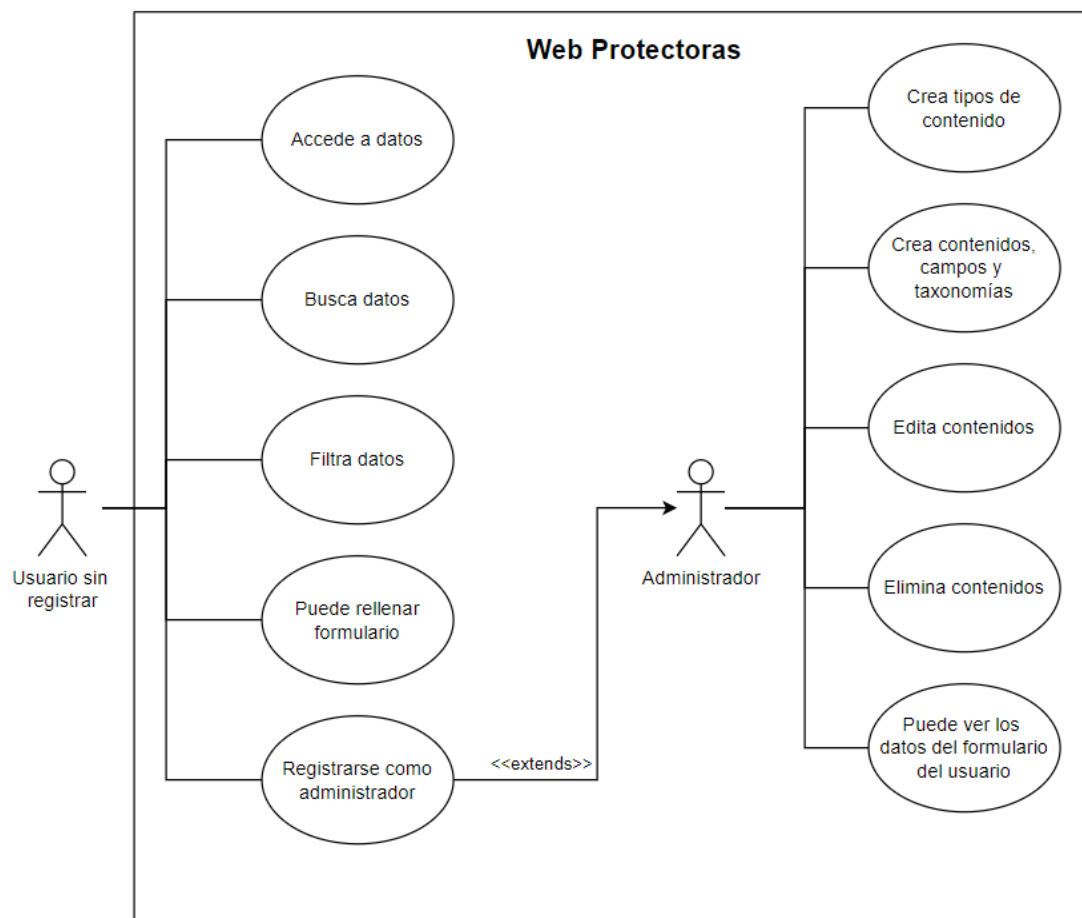 Web Protectoras
Accede a datos
Busca datos
Filtra datos
Puede rellenar
formulario
Registrarse como
administrador
Usuario sin
registrar
<<extends>>
Administrador
Crea tipos de
contenido
Crea contenidos,
campos y
taxonomías
Edita contenidos
Elimina contenidos
Puede ver los
datos del formulario
del usuario